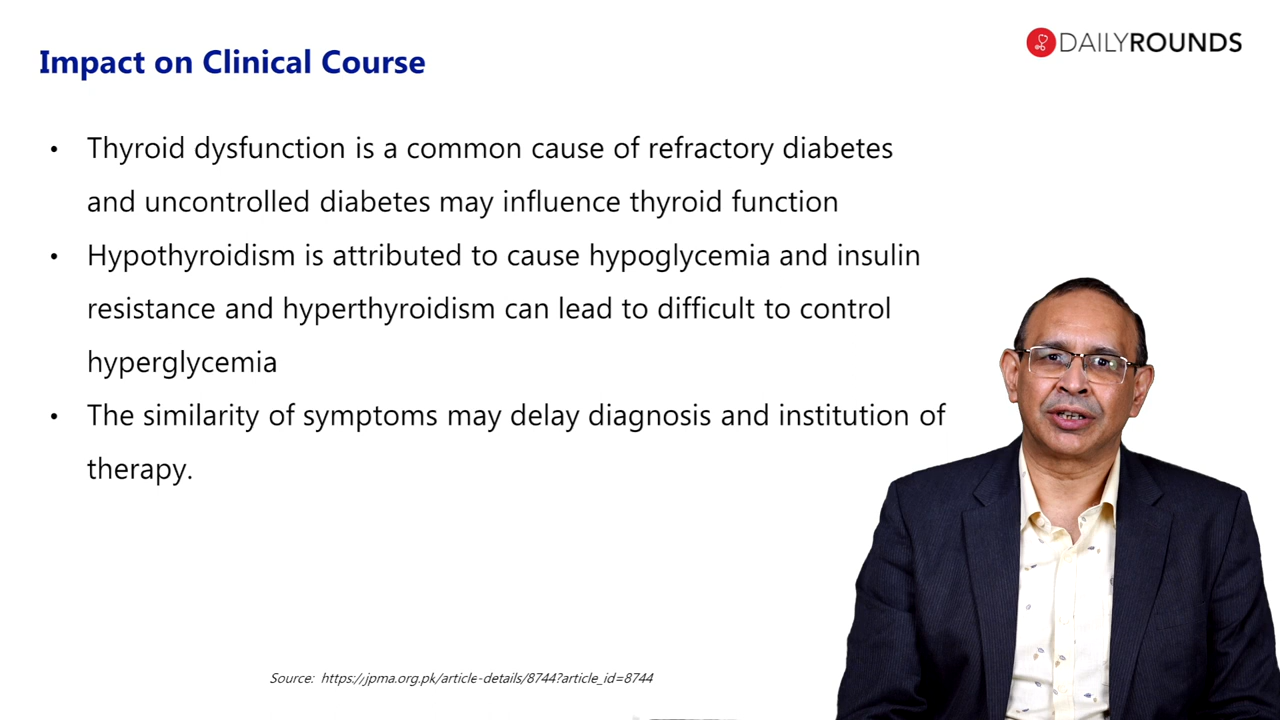 Impact on Clinical Course
DAILYROUNDS
• Thyroid dysfunction is a common cause of refractory diabetes
and uncontrolled diabetes may influence thyroid function
• Hypothyroidism is attributed to cause hypoglycemia and insulin
resistance and hyperthyroidism can lead to difficult to control
hyperglycemia
• The similarity of symptoms may delay diagnosis and institution of
therapy.
Source: https://jpma.org.pk/article-details/8744?article_id=8744